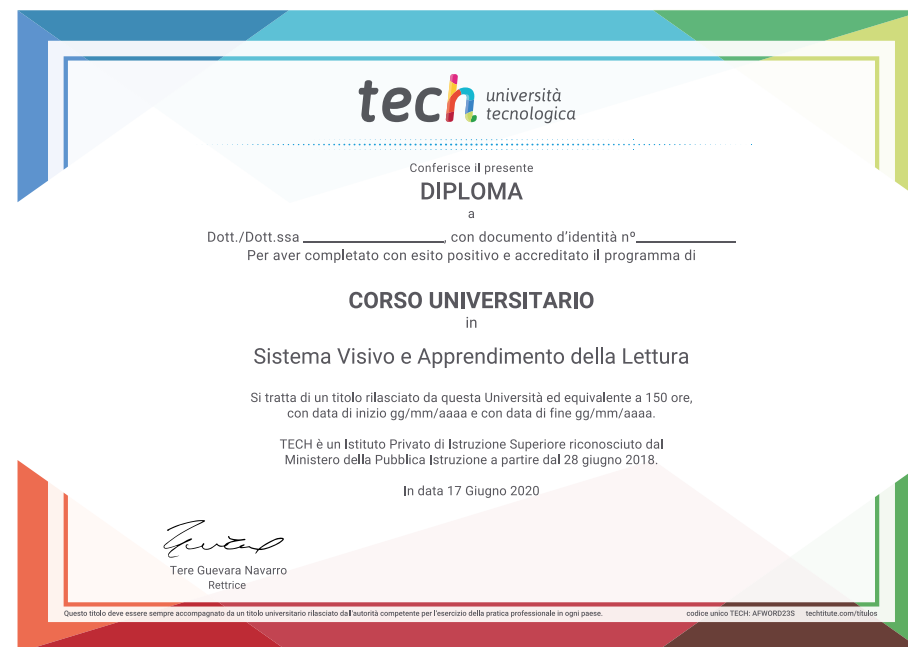 tech università
tecnologica
Conferisce il presente
DIPLOMA
a
Dott./Dott.ssa ______________, con documento d'identità nº__________
Per aver completato con esito positivo e accreditato il programma di
CORSO UNIVERSITARIO
in
Sistema Visivo e Apprendimento della Lettura
Si tratta di un titolo rilasciato da questa Università ed equivalente a 150 ore,
con data di inizio gg/mm/aaaa e con data di fine gg/mm/aaaa.
TECH è un Istituto Privato di Istruzione Superiore riconosciuto dal
Ministero della Pubblica Istruzione a partire dal 28 giugno 2018.
In data 17 Giugno 2020
Tere Guevara Navarro
Rettrice
Questo titolo deve essere sempre accompagnato da un titolo universitario rilasciato dall'autorità competente per l'esercizio della pratica professionale in ogni paese. codice unico TECH: AFWORD23S techtitute.com/titulos